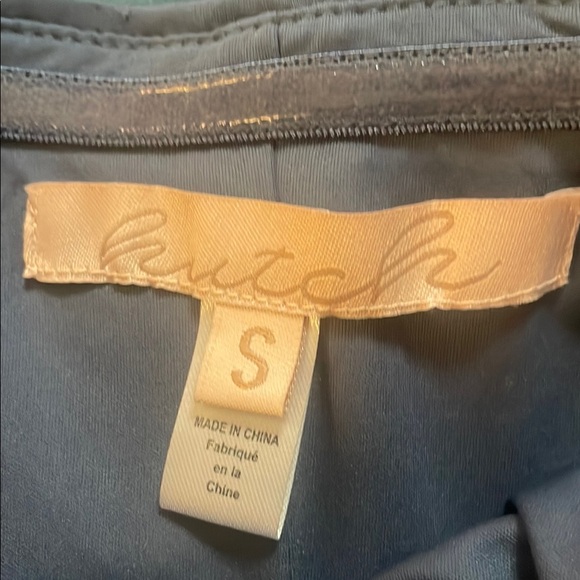 hutch
S
MADE IN CHINA
Fabriqué
en la
Chine